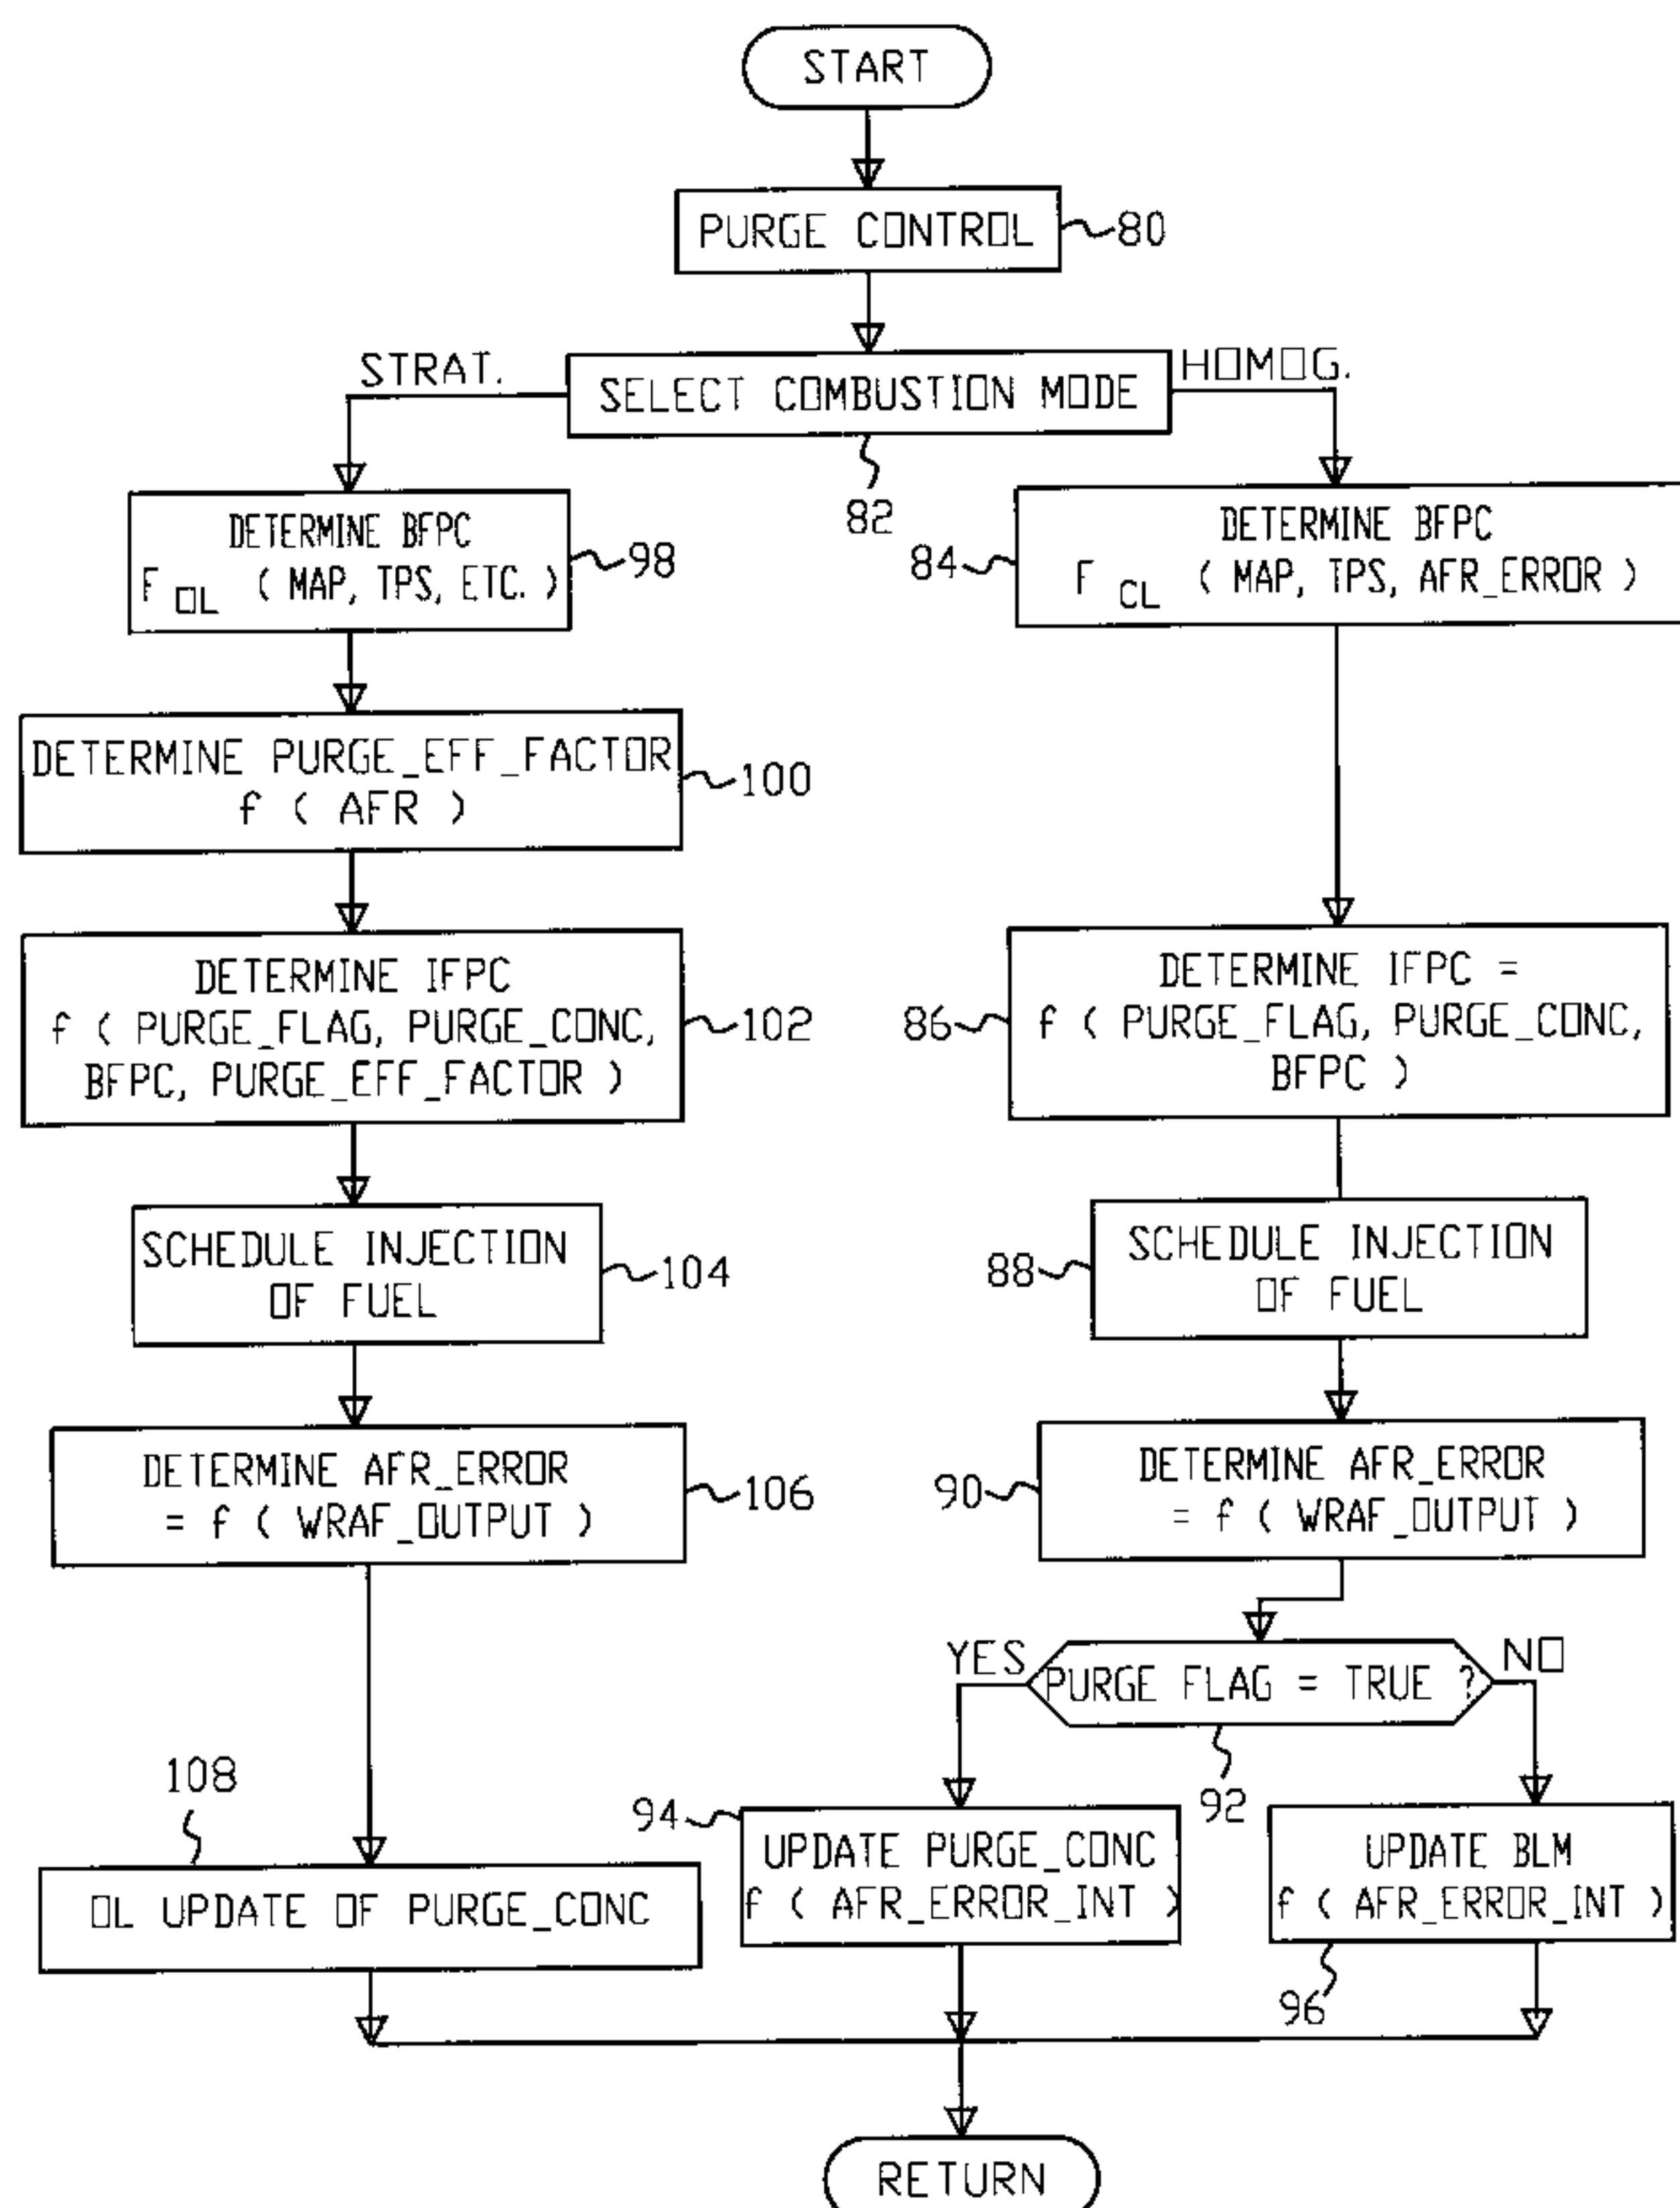 START
PURGE CONTROL
80
STRAT.
SELECT COMBUSTION MODE
HOMOG.
82
DETERMINE BFPC
F OL ( MAP, TPS, ETC. )
98
84
DETERMINE BFPC
F CL ( MAP, TPS, AFR_ERROR )
DETERMINE PURGE_EFF_FACTOR
f ( AFR )
100
DETERMINE IFPC
f ( PURGE_FLAG, PURGE_CONC,
BFPC, PURGE_EFF_FACTOR )
102
86
DETERMINE IFPC =
f ( PURGE_FLAG, PURGE_CONC,
BFPC )
SCHEDULE INJECTION
OF FUEL
104
88
SCHEDULE INJECTION
OF FUEL
DETERMINE AFR_ERROR
= f ( WRAF_OUTPUT )
106
90
DETERMINE AFR_ERROR
= f ( WRAF_OUTPUT )
YES
PURGE FLAG = TRUE ?
NO
92
108
OL UPDATE OF PURGE_CONC
94
UPDATE PURGE_CONC
f ( AFR_ERROR_INT )
UPDATE BLM
f ( AFR_ERROR_INT )
96
RETURN